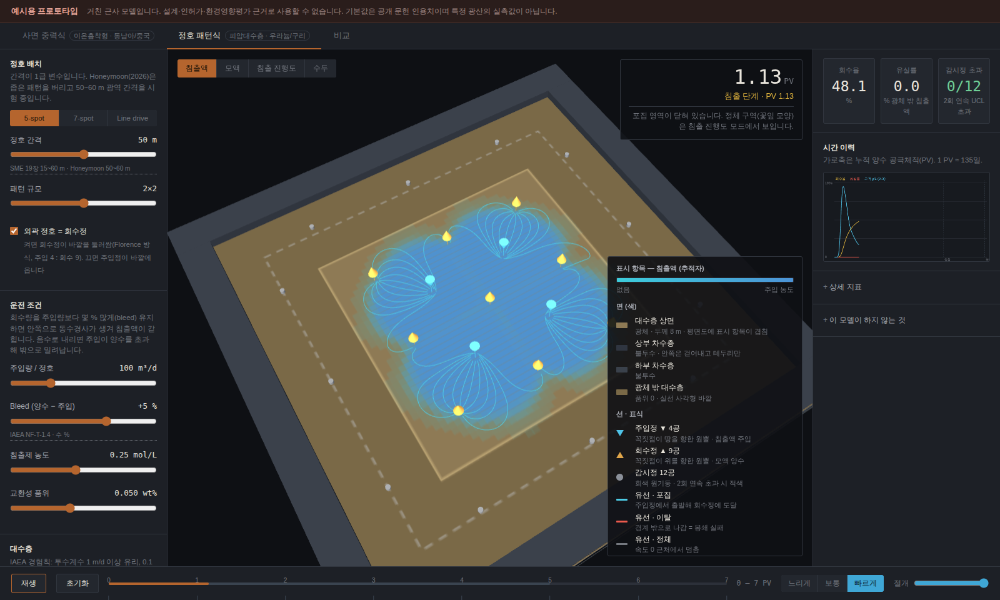 예시용 프로토타입 거친 근사 모델입니다. 설계·인허가·환경영향평가 근거로 사용할 수 없습니다. 기본값은 공개 문헌 인용치이며 특정 광산의 실측값이 아닙니다.
사면 중력식 이온흡착형 · 동남아/중국
정호 패턴식 피압대수층 · 우라늄/구리
비교
정호 배치
간격이 1급 변수입니다. Honeymoon(2026)은
좁은 패턴을 버리고 50~60 m 광역 간격을 시
험 중입니다.
5-spot 7-spot Line drive
정호 간격 50 m
SME 19장 15~60 m · Honeymoon 50~60 m
패턴 규모 2×2
외곽 정호 = 회수정
켜면 회수정이 바깥을 둘러쌈(Florence 방
식, 주입 4 : 회수 9). 끄면 주입정이 바깥에
옵니다
운전 조건
회수량을 주입량보다 몇 % 많게(bleed) 유지
하면 안쪽으로 동수경사가 생겨 침출액이 갇
힙니다. 음수로 내리면 주입이 양수를 초과
해 밖으로 밀려납니다.
주입량 / 정호 100 m³/d
Bleed (양수 − 주입) +5 %
IAEA NF-T-1.4 · 수 %
침출제 농도 0.25 mol/L
교환성 품위 0.050 wt%
대수층
IAEA 경험칙: 투수계수 1 m/d 이상 유리, 0.1
침출액 모액 침출 진행도 수두
1.13 PV
침출 단계 · PV 1.13
포집 영역이 닫혀 있습니다. 정체 구역(꽃잎 모양)
은 침출 진행도 모드에서 보입니다.
표시 항목 — 침출액 (추적자)
없음 주입 농도
면 (색)
대수층 상면
광체 · 두께 8 m · 평면도에 표시 항목이 겹침
상부 차수층
불투수 · 안쪽은 걷어내고 테두리만
하부 차수층
불투수
광체 밖 대수층
품위 0 · 실선 사각형 바깥
선 · 표식
주입정 ▼ 4공
꼭짓점이 땅을 향한 원뿔 · 침출액 주입
회수정 ▲ 9공
꼭짓점이 위를 향한 원뿔 · 모액 양수
감시정 12공
회색 원기둥 · 2회 연속 초과 시 적색
유선 · 포집
주입정에서 출발해 회수정에 도달
유선 · 이탈
경계 밖으로 나감 = 봉쇄 실패
유선 · 정체
속도 0 근처에서 멈춤
회수율
48.1
%
유실률
0.0
% 광체 밖 침출
액
감시정 초과
0/12
2회 연속 UCL
초과
시간 이력
가로축은 누적 양수 공극체적(PV). 1 PV ≈ 135일.
회수율 유실률
100%
0
+ 상세 지표
+ 이 모델이 하지 않는 것
재생 초기화
0 1 2 3 4 5 6 7
0 – 7 PV
느리게 보통 빠르게
절개